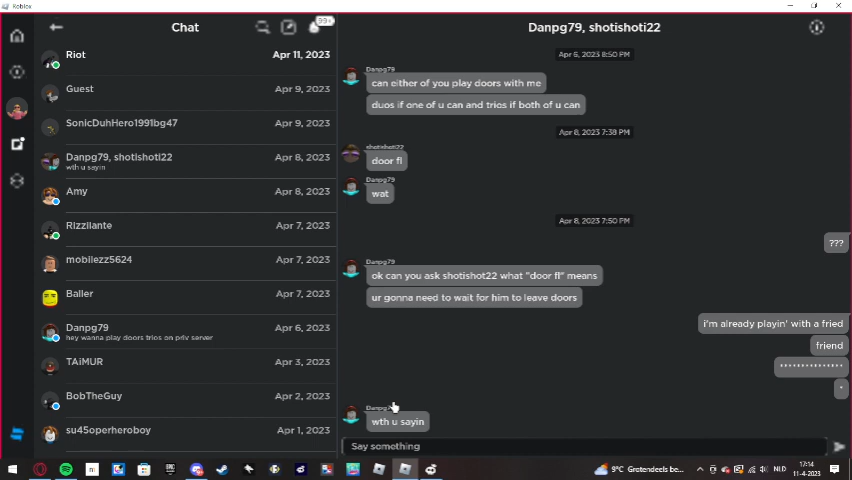 Roblox
Chat
99+
Riot
Apr 11, 2023
Guest
Apr 9, 2023
SonicDuhHero1991bg47
Apr 9, 2023
Danpg79, shotishoti22
wth u sayin
Apr 8, 2023
Amy
Apr 8, 2023
Rizzilante
Apr 7, 2023
mobilezz5624
Apr 7, 2023
Baller
Apr 7, 2023
Danpg79
hey wanna play doors trios on priv server
Apr 6, 2023
TAiMUR
Apr 3, 2023
BobTheGuy
Apr 2, 2023
su45operheroboy
Apr 1, 2023
Danpg79, shotishoti22
Apr 6, 2023 8:50 PM
Danpg79
can either of you play doors with me
duos if one of u can and trios if both of u can
Apr 8, 2023 7:38 PM
shotishoti22
door fl
Danpg79
wat
Apr 8, 2023 7:50 PM
???
Danpg79
ok can you ask shotishot22 what "door fl" means
ur gonna need to wait for him to leave doors
i'm already playin' with a fried
friend
Danpg79
wth u sayin
Say something
9°C Grotendeels be...
NLD
17:14
11-4-2023